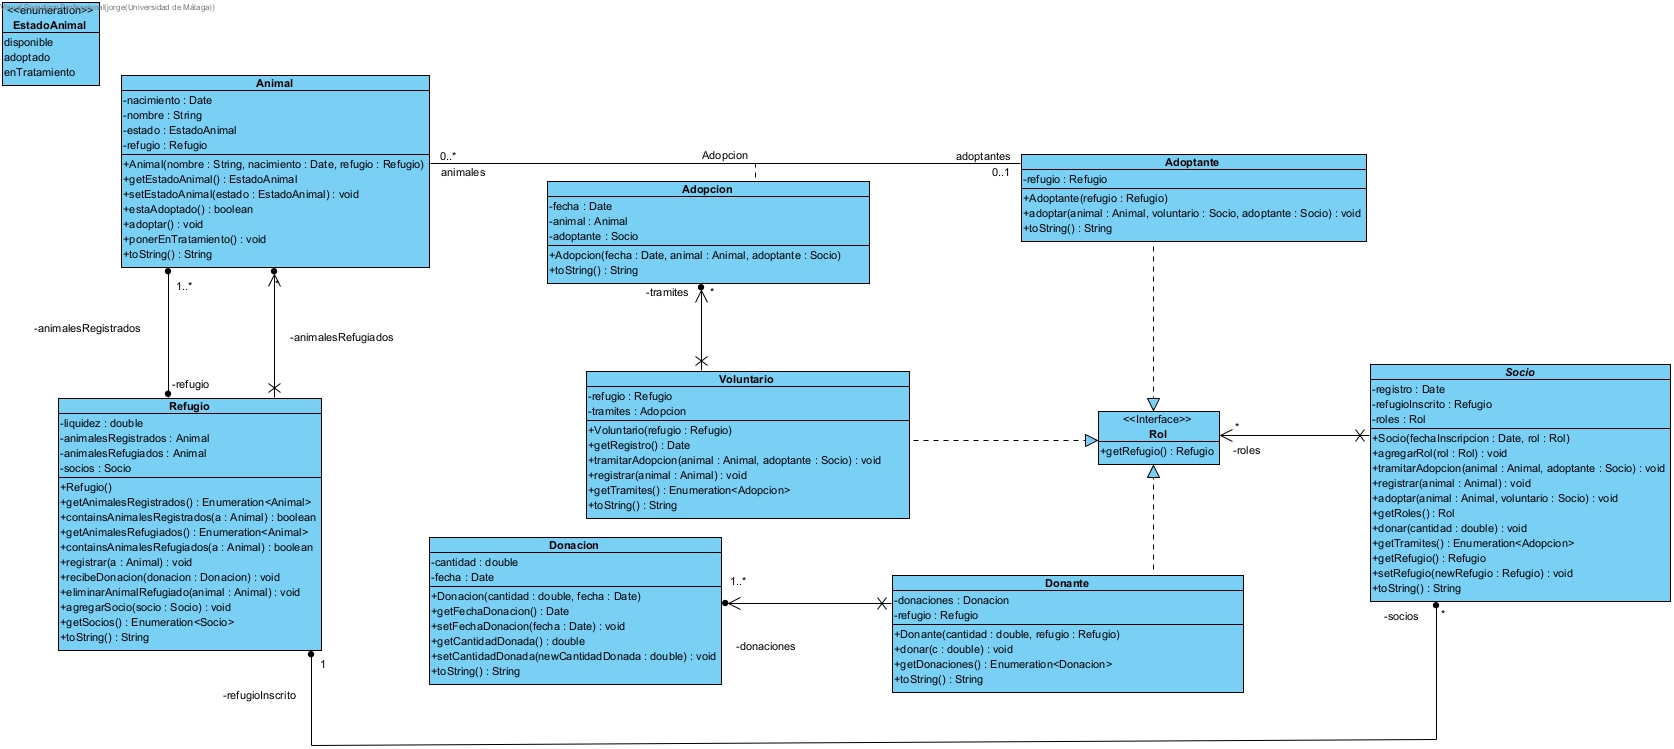 (jorge(Universidad de Málaga))
<<enumeration>>
EstadoAnimal
disponible
adoptado
enTratamiento
Animal
-nacimiento : Date
-nombre : String
-estado : EstadoAnimal
-refugio : Refugio
+Animal(nombre : String, nacimiento : Date, refugio : Refugio)
+getEstadoAnimal() : EstadoAnimal
+setEstadoAnimal(estado : EstadoAnimal) : void
+estaAdoptado() : boolean
+adoptar() : void
+ponerEnTratamiento() : void
+toString() : String
0..*
animales
Adopcion
adoptantes
0..1
Adopcion
-fecha : Date
-animal : Animal
-adoptante : Socio
+Adopcion(fecha : Date, animal : Animal, adoptante : Socio)
+toString() : String
Adoptante
-refugio : Refugio
+Adoptante(refugio : Refugio)
+adoptar(animal : Animal, voluntario : Socio, adoptante : Socio) : void
+toString() : String
1..*
-animalesRegistrados
-refugio
*
-animalesRefugiados
-tramites
*
Refugio
-liquidez : double
-animalesRegistrados : Animal
-animalesRefugiados : Animal
-socios : Socio
+Refugio()
+getAnimalesRegistrados() : Enumeration<Animal>
+containsAnimalesRegistrados(a : Animal) : boolean
+getAnimalesRefugiados() : Enumeration<Animal>
+containsAnimalesRefugiados(a : Animal) : boolean
+registrar(a : Animal) : void
+recibeDonacion(donacion : Donacion) : void
+eliminarAnimalRefugiado(animal : Animal) : void
+agregarSocio(socio : Socio) : void
+getSocios() : Enumeration<Socio>
+toString() : String
Voluntario
-refugio : Refugio
-tramites : Adopcion
+Voluntario(refugio : Refugio)
+getRegistro() : Date
+tramitarAdopcion(animal : Animal, adoptante : Socio) : void
+registrar(animal : Animal) : void
+getTramites() : Enumeration<Adopcion>
+toString() : String
<<Interface>>
Rol
+getRefugio() : Refugio
*
-roles
Socio
-registro : Date
-refugioInscrito : Refugio
-roles : Rol
+Socio(fechaInscripcion : Date, rol : Rol)
+agregarRol(rol : Rol) : void
+tramitarAdopcion(animal : Animal, adoptante : Socio) : void
+registrar(animal : Animal) : void
+adoptar(animal : Animal, voluntario : Socio) : void
+getRoles() : Rol
+donar(cantidad : double) : void
+getTramites() : Enumeration<Adopcion>
+getRefugio() : Refugio
+setRefugio(newRefugio : Refugio) : void
+toString() : String
Donacion
-cantidad : double
-fecha : Date
+Donacion(cantidad : double, fecha : Date)
+getFechaDonacion() : Date
+setFechaDonacion(fecha : Date) : void
+getCantidadDonada() : double
+setCantidadDonada(newCantidadDonada : double) : void
+toString() : String
1..*
-donaciones
Donante
-donaciones : Donacion
-refugio : Refugio
+Donante(cantidad : double, refugio : Refugio)
+donar(c : double) : void
+getDonaciones() : Enumeration<Donacion>
+toString() : String
-socios
*
1
-refugioInscrito